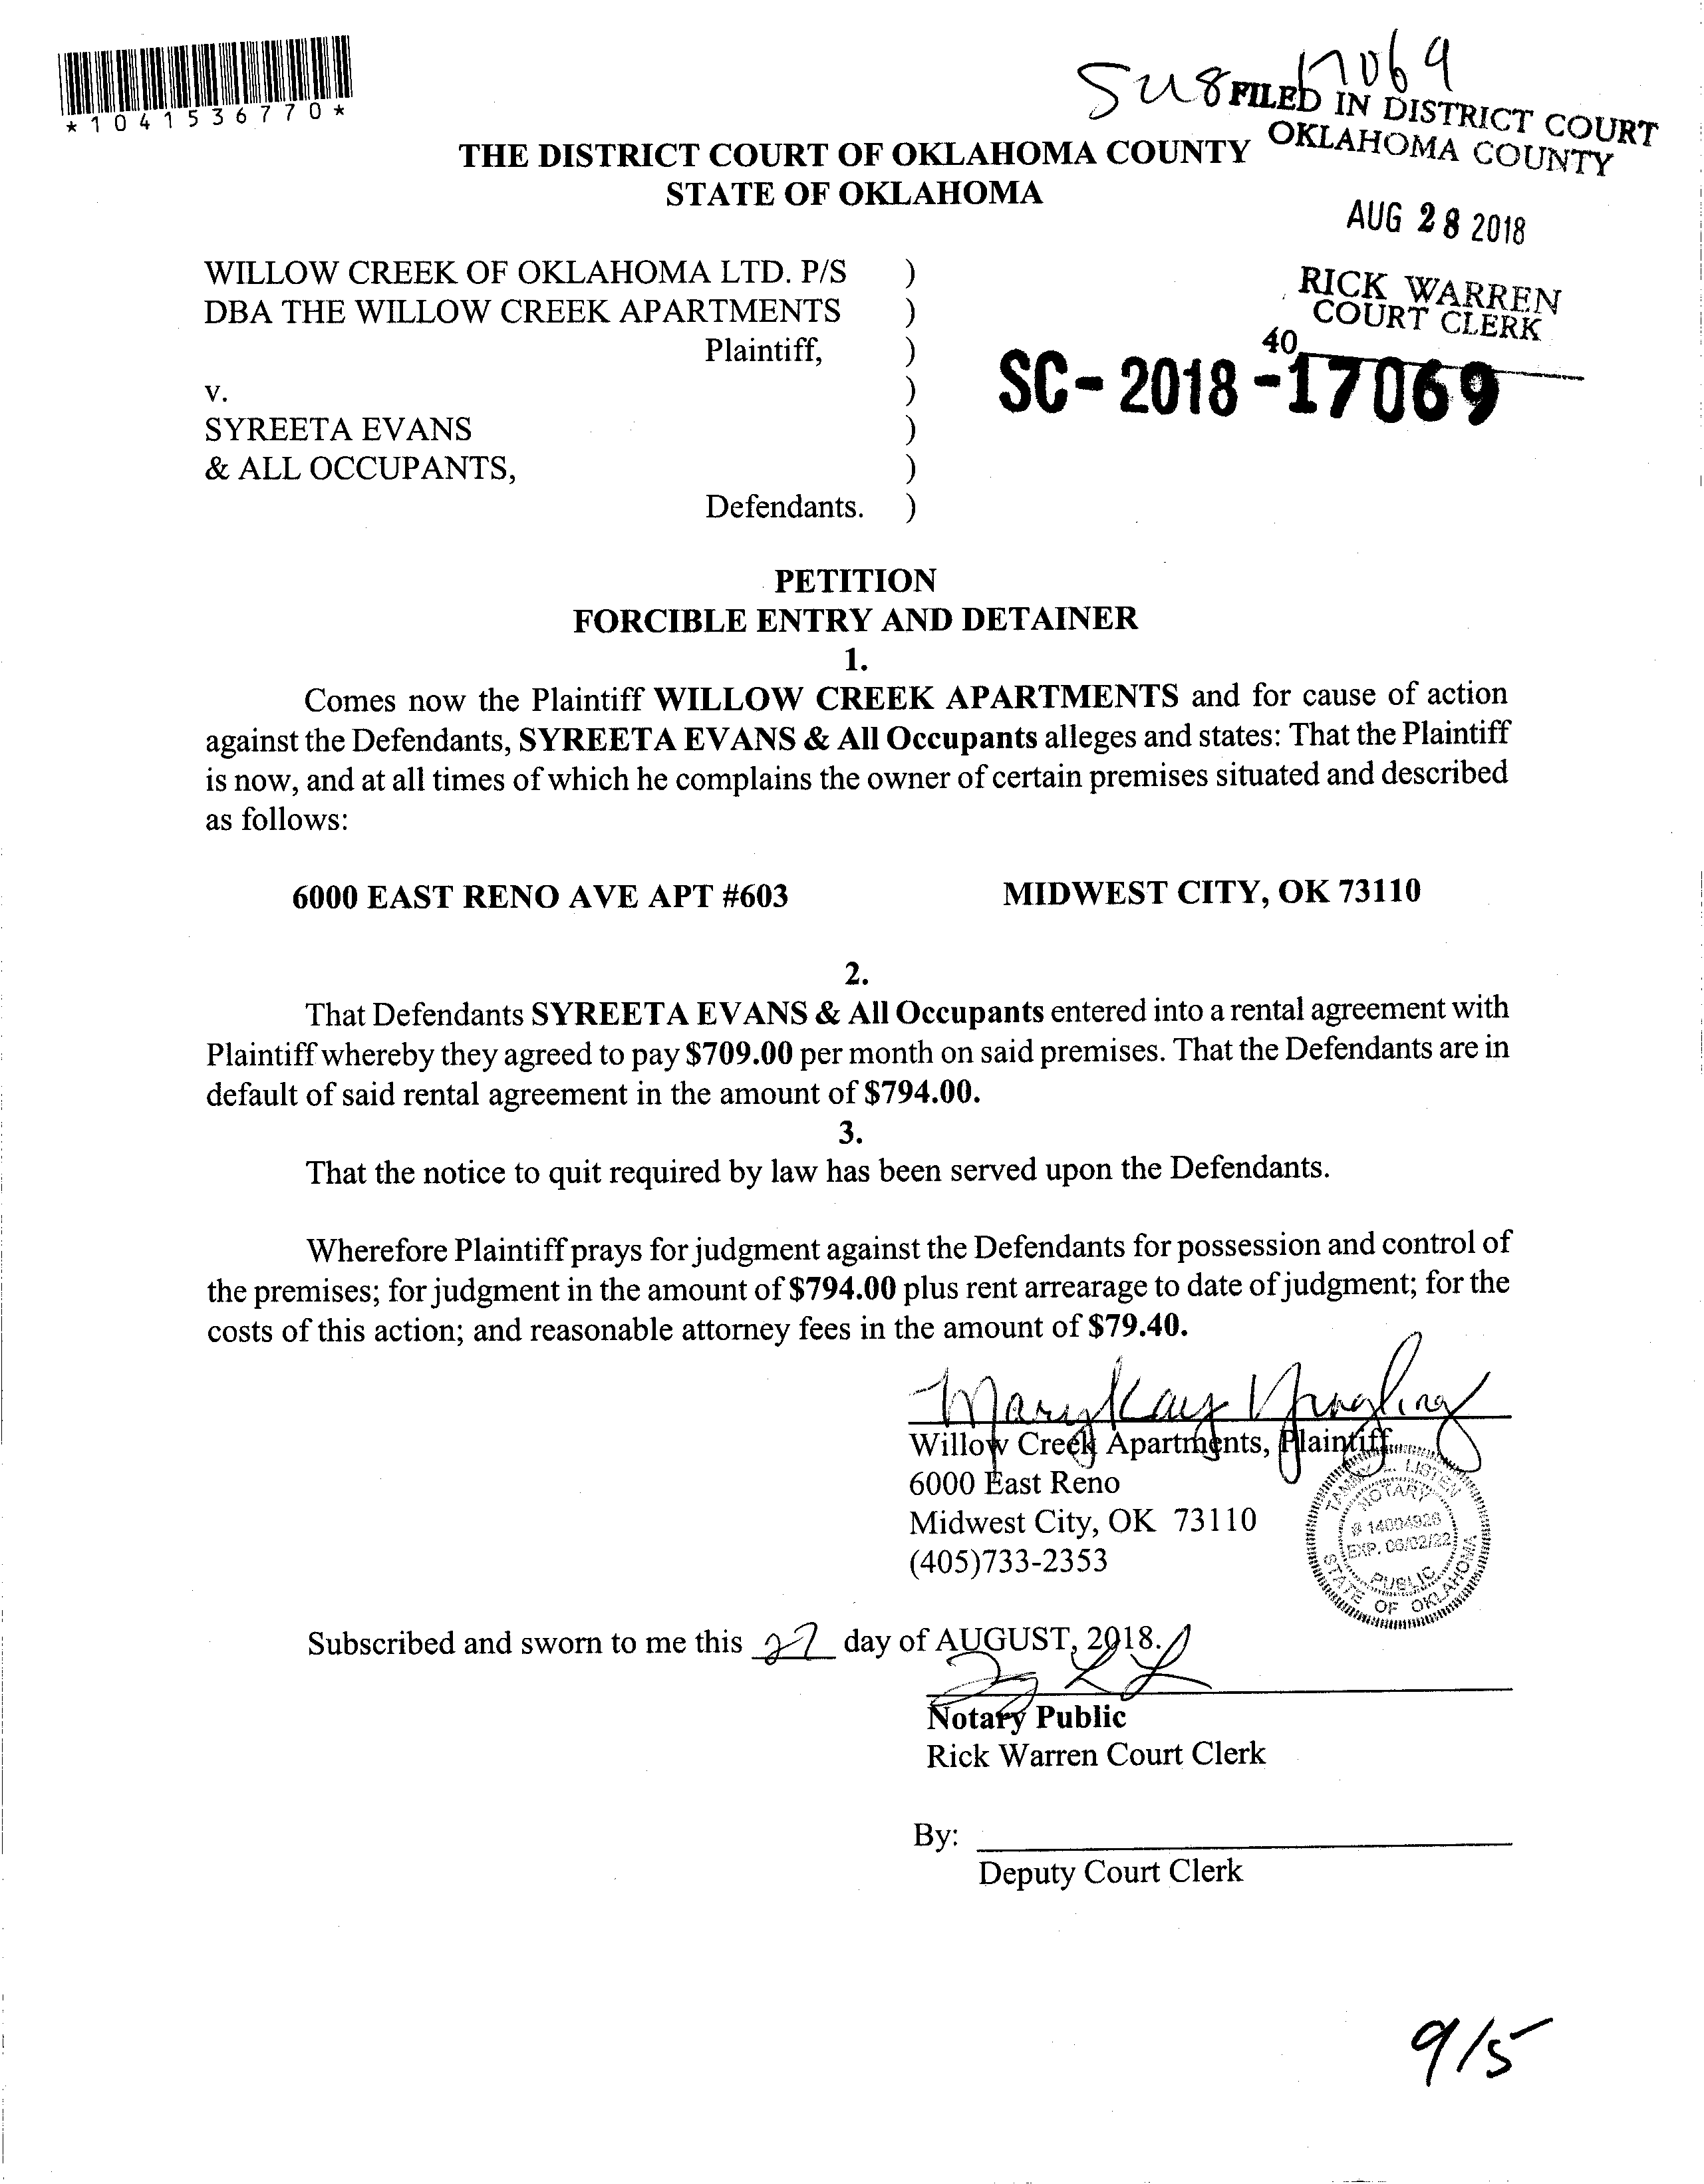 *1041536770*
17069
FILED IN DISTRICT COURT
OKLAHOMA COUNTY
THE DISTRICT COURT OF OKLAHOMA COUNTY
STATE OF OKLAHOMA
AUG 28 2018
RICK WARREN
COURT CLERK
40
WILLOW CREEK OF OKLAHOMA LTD. P/S )
DBA THE WILLOW CREEK APARTMENTS )
Plaintiff, )
SC-2018-17069
v. )
SYREETA EVANS )
& ALL OCCUPANTS, )
Defendants. )
PETITION
FORCIBLE ENTRY AND DETAINER
1.
Comes now the Plaintiff WILLOW CREEK APARTMENTS and for cause of action
against the Defendants, SYREETA EVANS & All Occupants alleges and states: That the Plaintiff
is now, and at all times of which he complains the owner of certain premises situated and described
as follows:
6000 EAST RENO AVE APT #603 MIDWEST CITY, OK 73110
2.
That Defendants SYREETA EVANS & All Occupants entered into a rental agreement with
Plaintiff whereby they agreed to pay $709.00 per month on said premises. That the Defendants are in
default of said rental agreement in the amount of $794.00.
3.
That the notice to quit required by law has been served upon the Defendants.
Wherefore Plaintiff prays for judgment against the Defendants for possession and control of
the premises; for judgment in the amount of $794.00 plus rent arrearage to date of judgment; for the
costs of this action; and reasonable attorney fees in the amount of $79.40.
Mary Kay
Willow Creek Apartments, Plaintiff
6000 East Reno
Midwest City, OK 73110
(405)733-2353
LISTEN
NOTARY
# 14004926
EXP. 06/02/22
PUBLIC
STATE OF OKLAHOMA
Subscribed and sworn to me this 27 day of AUGUST, 2018.
Notary Public
Rick Warren Court Clerk
By:
Deputy Court Clerk
9/5